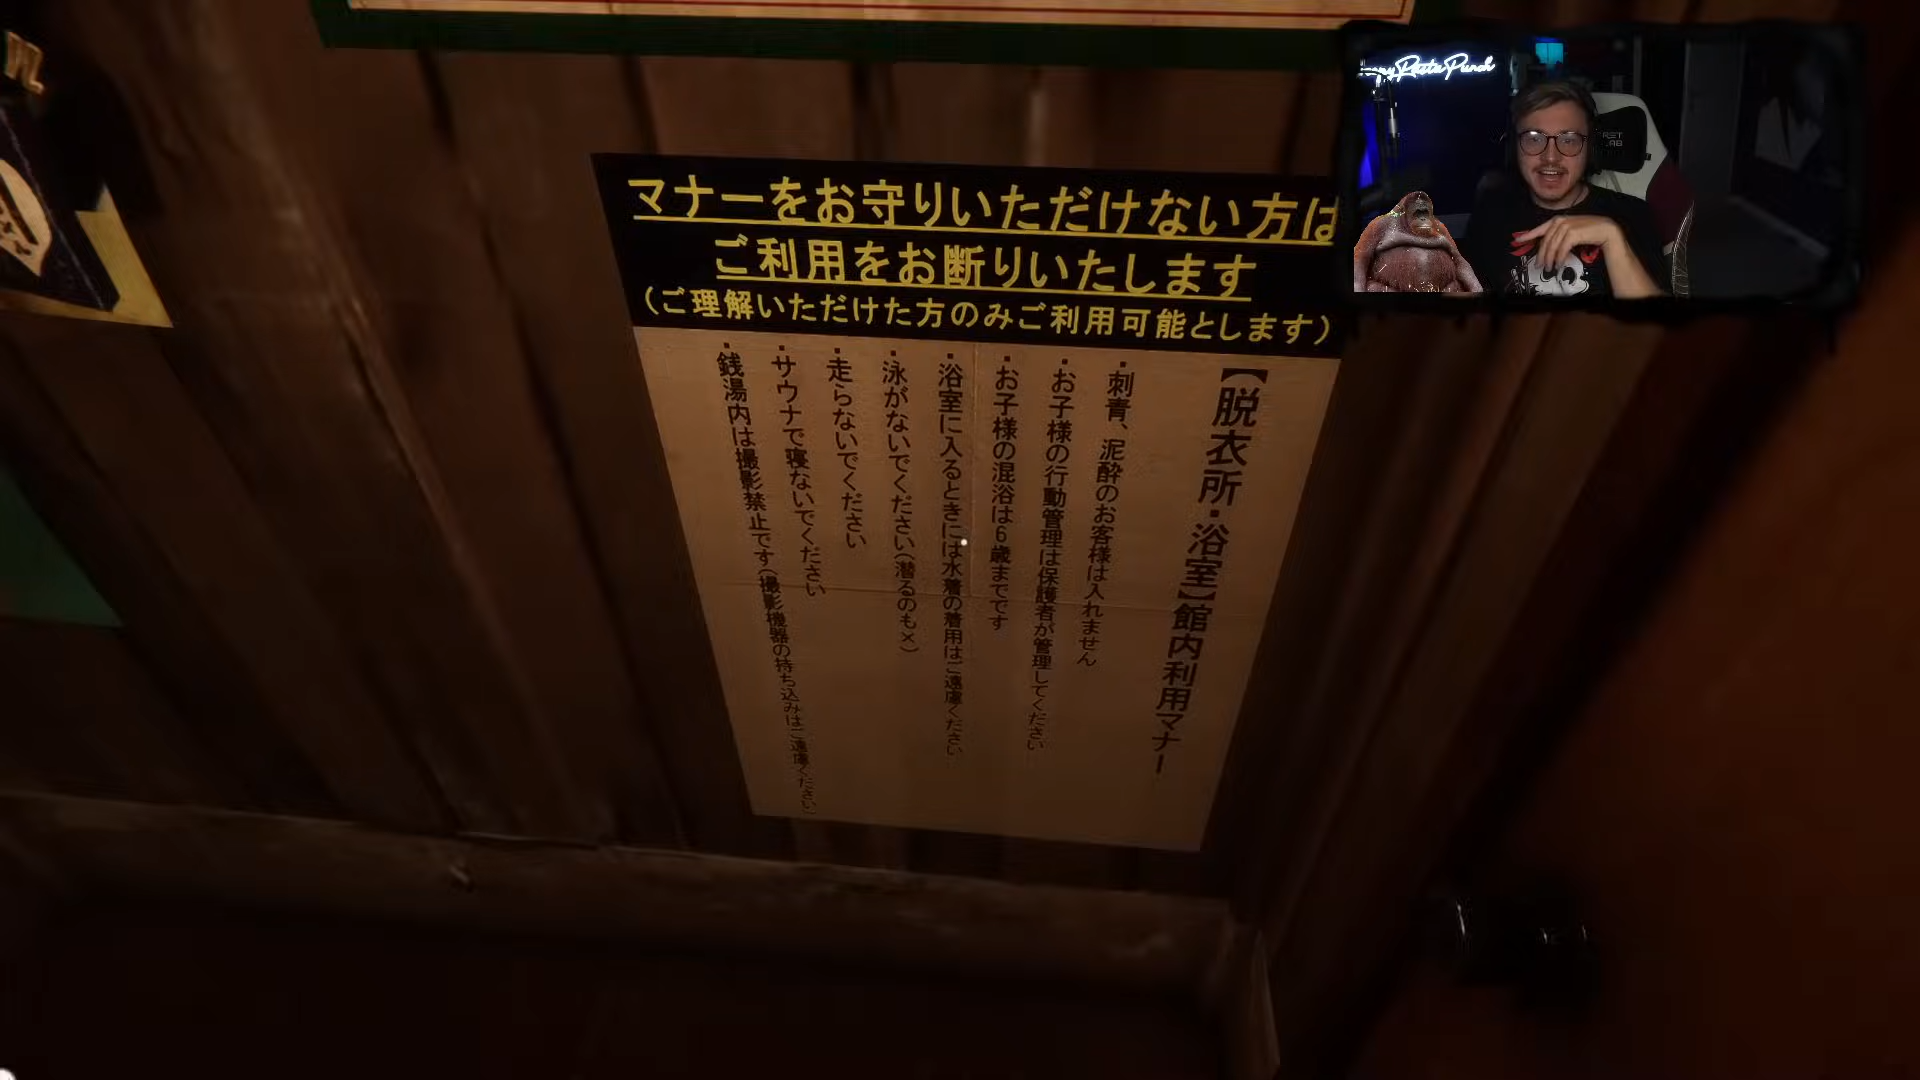 マナーをお守りいただけない方は
ご利用をお断りいたします
(ご理解いただけた方のみご利用可能とします)
【脱衣所・浴室】館内利用マナー
・刺青、泥酔のお客様は入れません
・お子様の行動管理は保護者が管理してください
・お子様の混浴は6歳までです
・浴室に入るときには水着の着用はご遠慮ください
・泳がないでください(潜るのも×)
・走らないでください
・サウナで寝ないでください
・銭湯内は撮影禁止です(撮影機器の持ち込みはご遠慮ください)
Pasta Punch